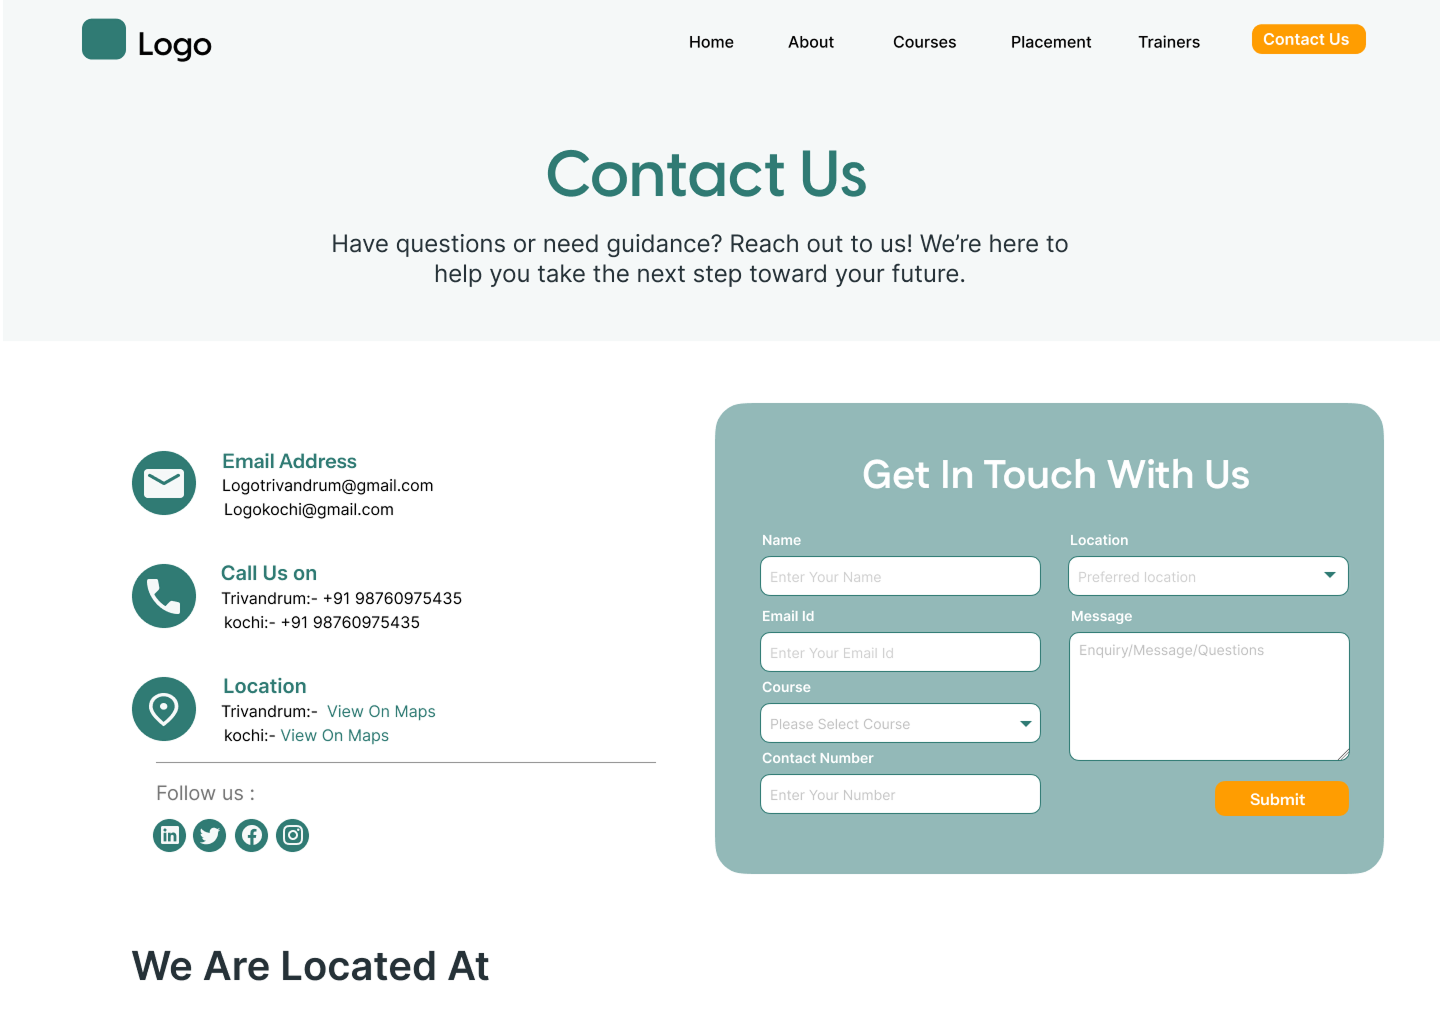 Logo
Home About Courses Placement Trainers Contact Us
Contact Us
Have questions or need guidance? Reach out to us! We’re here to
help you take the next step toward your future.
Email Address
Logotrivandrum@gmail.com
Logokochi@gmail.com
Call Us on
Trivandrum:- +91 98760975435
kochi:- +91 98760975435
Location
Trivandrum:- View On Maps
kochi:- View On Maps
Follow us :
in
Get In Touch With Us
Name
Enter Your Name
Email Id
Enter Your Email Id
Course
Please Select Course
Contact Number
Enter Your Number
Location
Preferred location
Message
Enquiry/Message/Questions
Submit
We Are Located At